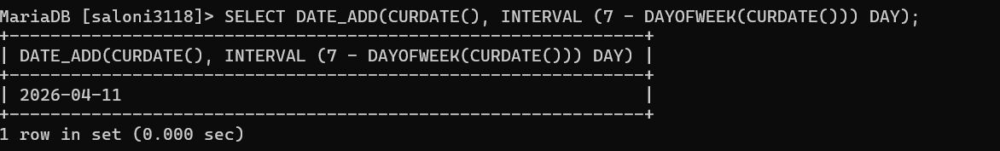 MariaDB [saloni3118]> SELECT DATE_ADD(CURDATE(), INTERVAL (7 - DAYOFWEEK(CURDATE())) DAY);
+-------------------------------------------------------------+
| DATE_ADD(CURDATE(), INTERVAL (7 - DAYOFWEEK(CURDATE())) DAY) |
+-------------------------------------------------------------+
| 2026-04-11                                                  |
+-------------------------------------------------------------+
1 row in set (0.000 sec)